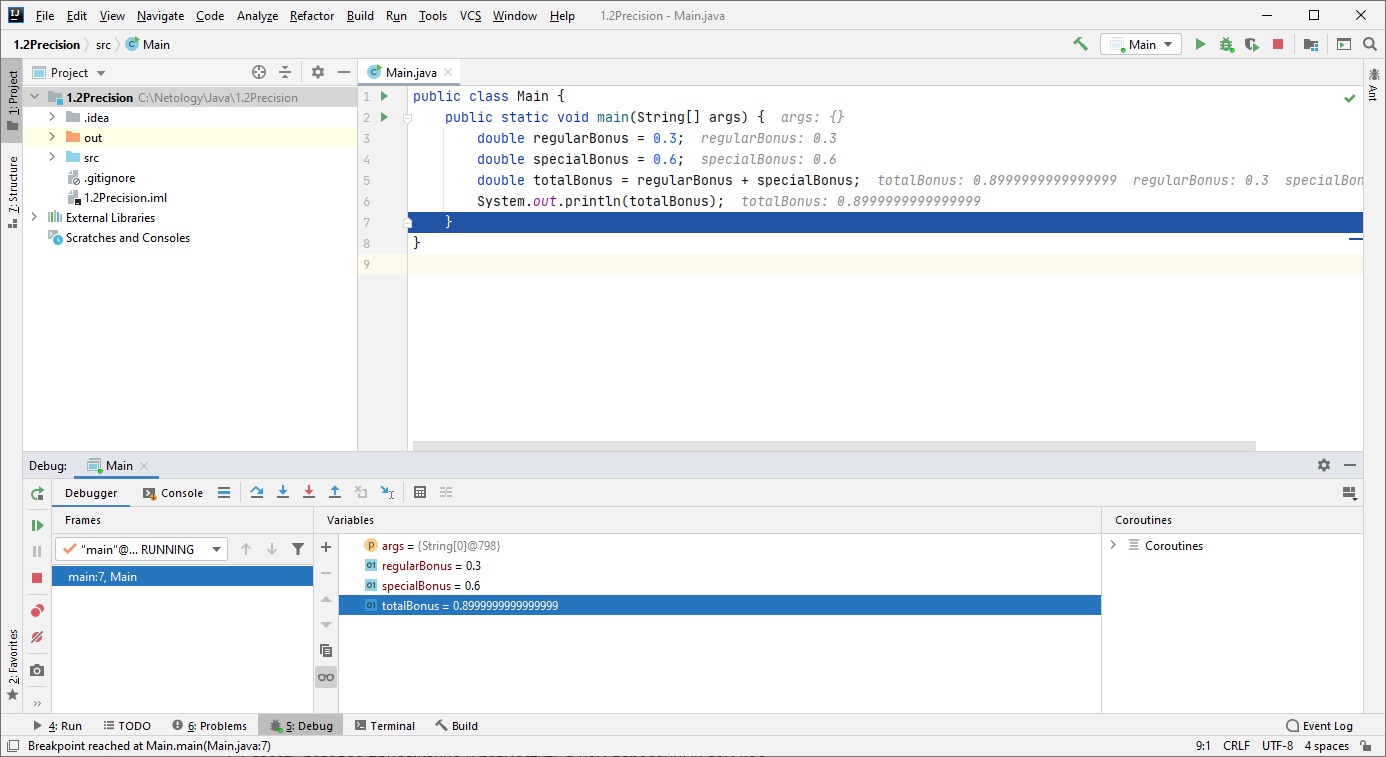 File Edit View Navigate Code Analyze Refactor Build Run Tools VCS Window Help 1.2Precision - Main.java
1.2Precision src Main
Main
Project
Main.java
1: Project
7: Structure
2: Favorites
Ant
1.2Precision C:\Netology\Java\1.2Precision
.idea
out
src
.gitignore
1.2Precision.iml
External Libraries
Scratches and Consoles
1 public class Main {
2 public static void main(String[] args) { args: {}
3 double regularBonus = 0.3; regularBonus: 0.3
4 double specialBonus = 0.6; specialBonus: 0.6
5 double totalBonus = regularBonus + specialBonus; totalBonus: 0.8999999999999999 regularBonus: 0.3 specialBon
6 System.out.println(totalBonus); totalBonus: 0.8999999999999999
7 }
8 }
9
Debug: Main
Debugger Console
Frames
"main"@... RUNNING
main:7, Main
Variables
args = {String[0]@798}
regularBonus = 0.3
specialBonus = 0.6
totalBonus = 0.8999999999999999
Coroutines
Coroutines
4: Run TODO 6: Problems 5: Debug Terminal Build Event Log
Breakpoint reached at Main.main(Main.java:7) 9:1 CRLF UTF-8 4 spaces